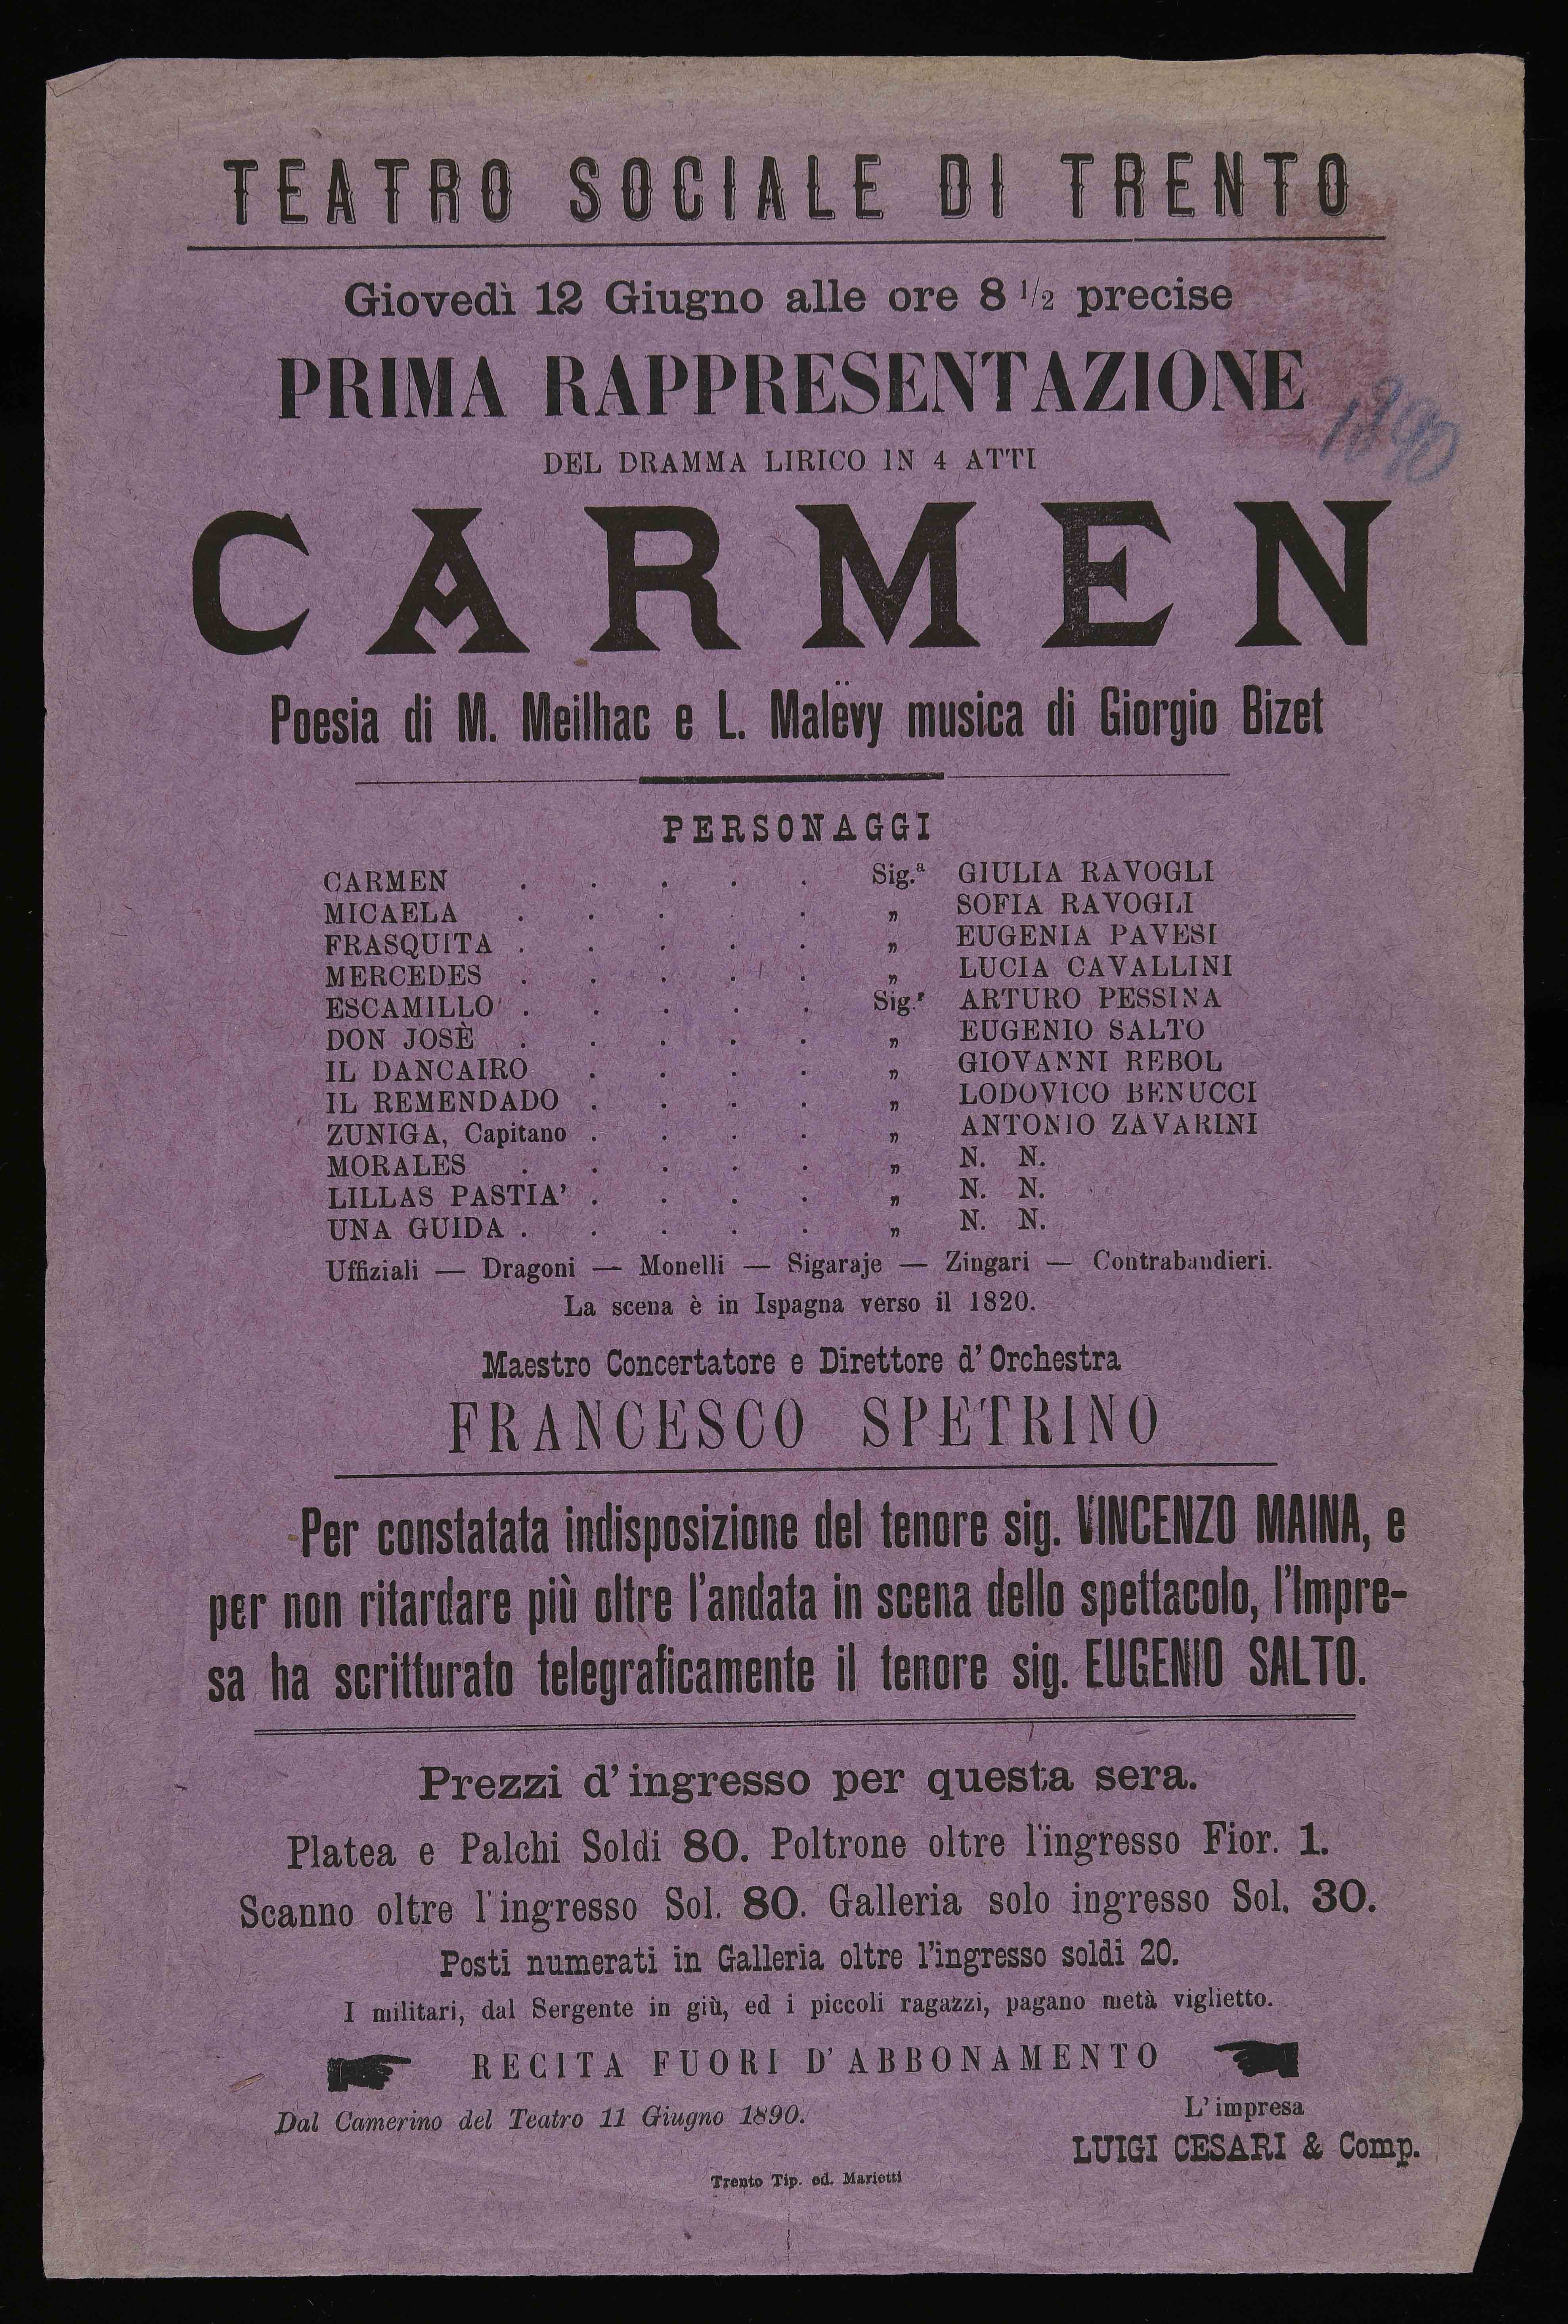 TEATRO SOCIALE DI TRENTO
Giovedì 12 Giugno alle ore 8 1/2 precise
PRIMA RAPPRESENTAZIONE
1890
DEL DRAMMA LIRICO IN 4 ATTI
CARMEN
Poesia di M. Meilhac e L. Malëvy musica di Giorgio Bizet
PERSONAGGI
CARMEN . . . . . Sig.ª GIULIA RAVOGLI
MICAELA . . . . . „ SOFIA RAVOGLI
FRASQUITA . . . . . „ EUGENIA PAVESI
MERCEDES . . . . . „ LUCIA CAVALLINI
ESCAMILLO . . . . . Sig.r ARTURO PESSINA
DON JOSÈ . . . . . „ EUGENIO SALTO
IL DANCAIRO . . . . „ GIOVANNI REBOL
IL REMENDADO . . . . „ LODOVICO BENUCCI
ZUNIGA, Capitano . . . . „ ANTONIO ZAVARINI
MORALES . . . . . „ N. N.
LILLAS PASTIA' . . . . „ N. N.
UNA GUIDA . . . . . „ N. N.
Uffiziali — Dragoni — Monelli — Sigaraje — Zingari — Contrabandieri.
La scena è in Ispagna verso il 1820.
Maestro Concertatore e Direttore d' Orchestra
FRANCESCO SPETRINO
Per constatata indisposizione del tenore sig. VINCENZO MAINA, e
per non ritardare più oltre l'andata in scena dello spettacolo, l'Impre-
sa ha scritturato telegraficamente il tenore sig. EUGENIO SALTO.
Prezzi d' ingresso per questa sera.
Platea e Palchi Soldi 80. Poltrone oltre l'ingresso Fior. 1.
Scanno oltre l'ingresso Sol. 80. Galleria solo ingresso Sol. 30.
Posti numerati in Galleria oltre l'ingresso soldi 20.
I militari, dal Sergente in giù, ed i piccoli ragazzi, pagano metà viglietto.
RECITA FUORI D' ABBONAMENTO
Dal Camerino del Teatro 11 Giugno 1890.
L' impresa
LUIGI CESARI & Comp.
Trento Tip. ed. Marietti